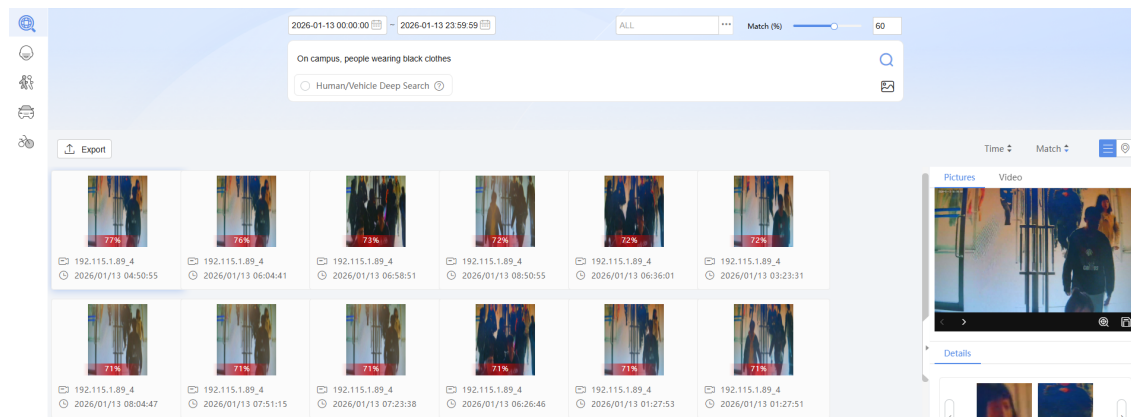 2026-01-13 00:00:00 ~ 2026-01-13 23:59:59 ALL ••• Match (%) 60
On campus, people wearing black clothes
Human/Vehicle Deep Search
Export
Time Match
Pictures Video
77% 76% 73% 72% 72% 72%
192.115.1.89_4 192.115.1.89_4 192.115.1.89_4 192.115.1.89_4 192.115.1.89_4 192.115.1.89_4
2026/01/13 04:50:55 2026/01/13 06:04:41 2026/01/13 06:58:51 2026/01/13 08:50:55 2026/01/13 06:36:01 2026/01/13 03:23:31
71% 71% 71% 71% 71% 71%
192.115.1.89_4 192.115.1.89_4 192.115.1.89_4 192.115.1.89_4 192.115.1.89_4 192.115.1.89_4
2026/01/13 08:04:47 2026/01/13 07:51:15 2026/01/13 07:23:38 2026/01/13 06:26:46 2026/01/13 01:27:53 2026/01/13 01:27:51
Details